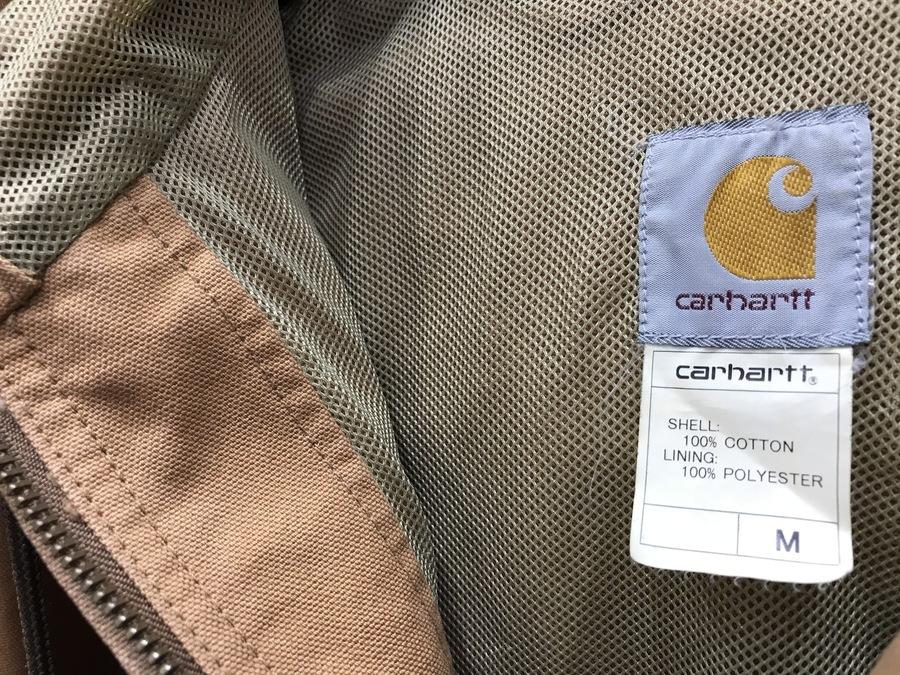 carhartt
carhartt®
SHELL:
100% COTTON
LINING:
100% POLYESTER
M